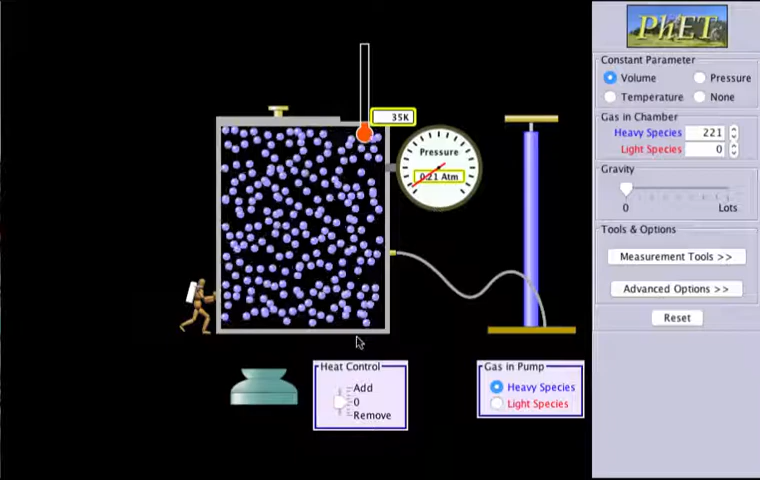 PhET
Constant Parameter
Volume
Pressure
Temperature
None
Gas in Chamber
Heavy Species 221
Light Species 0
Gravity
0
Lots
Tools & Options
Measurement Tools >>
Advanced Options >>
Reset
35K
Pressure
0.21 Atm
Heat Control
Add
0
Remove
Gas in Pump
Heavy Species
Light Species